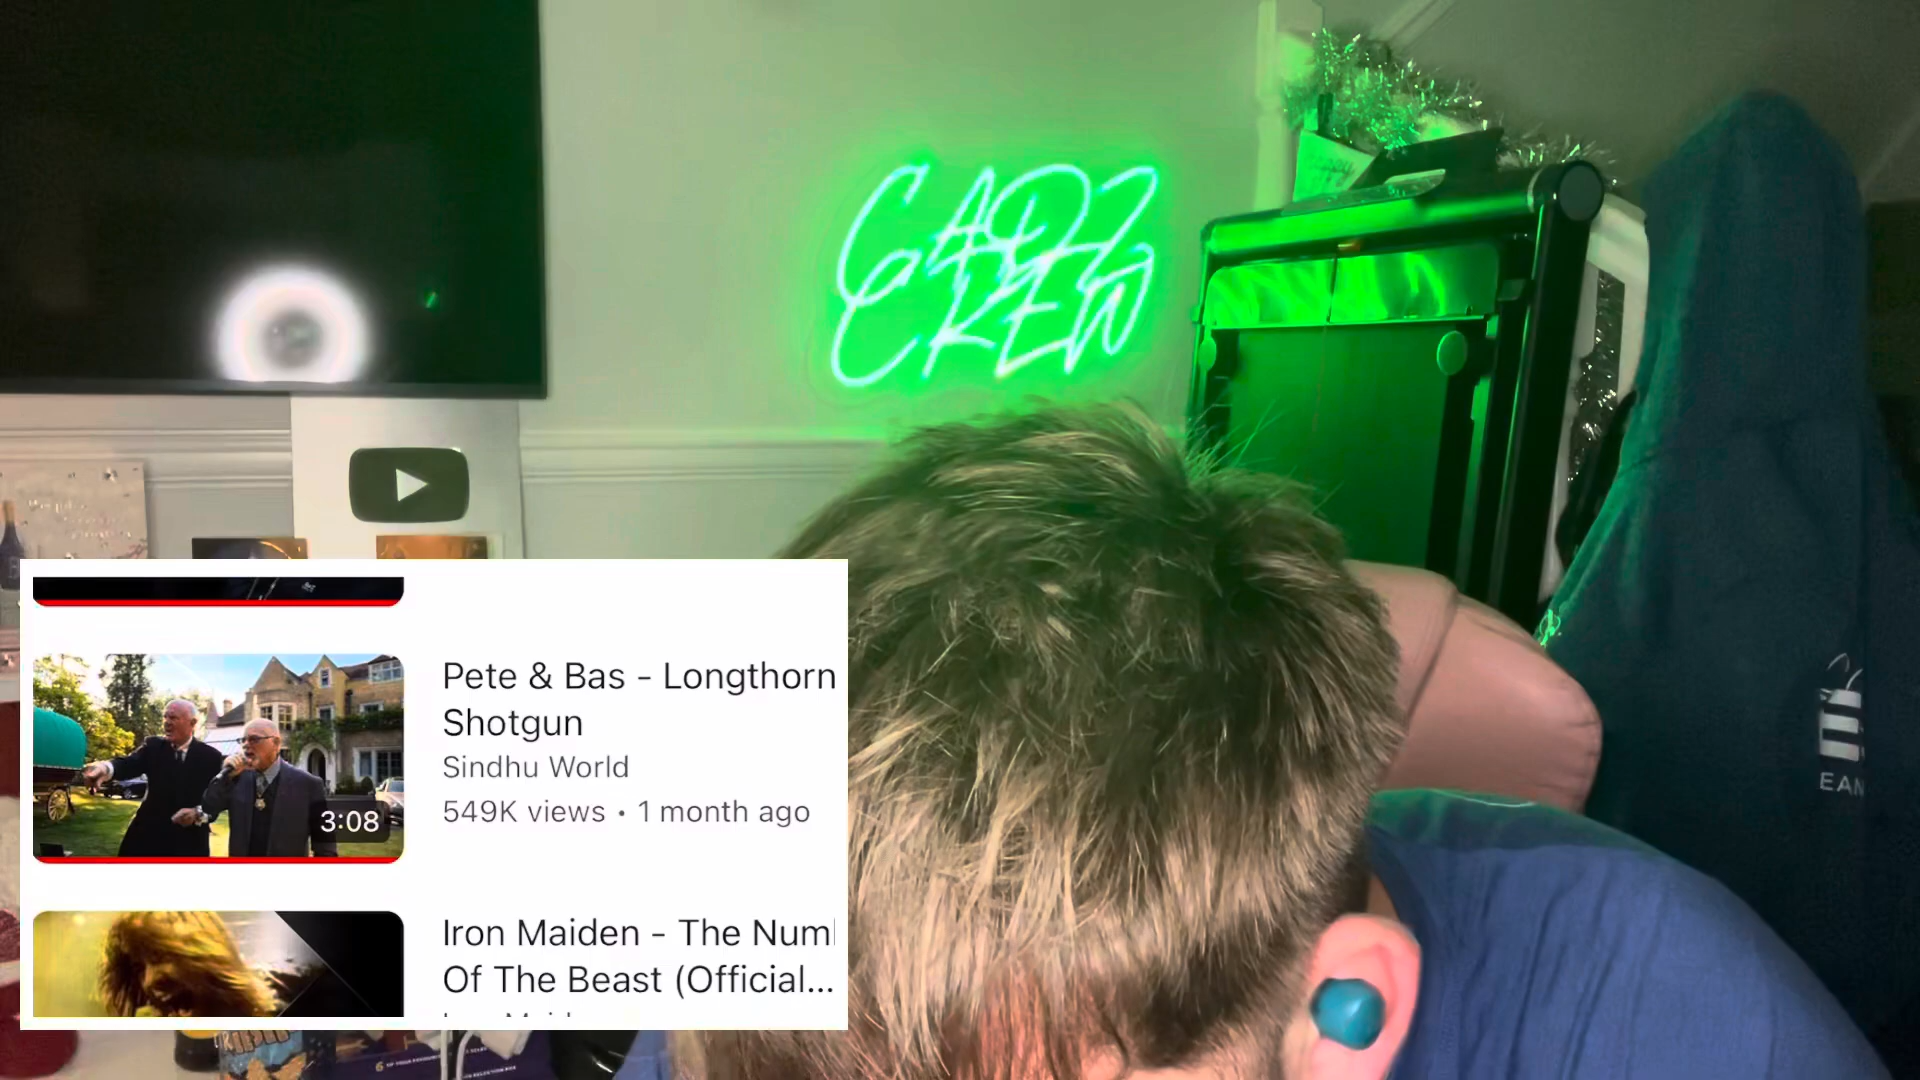 CADZ
CREW
Pete & Bas - Longthorn
Shotgun
Sindhu World
549K views • 1 month ago
3:08
Iron Maiden - The Num
Of The Beast (Official...
EAN